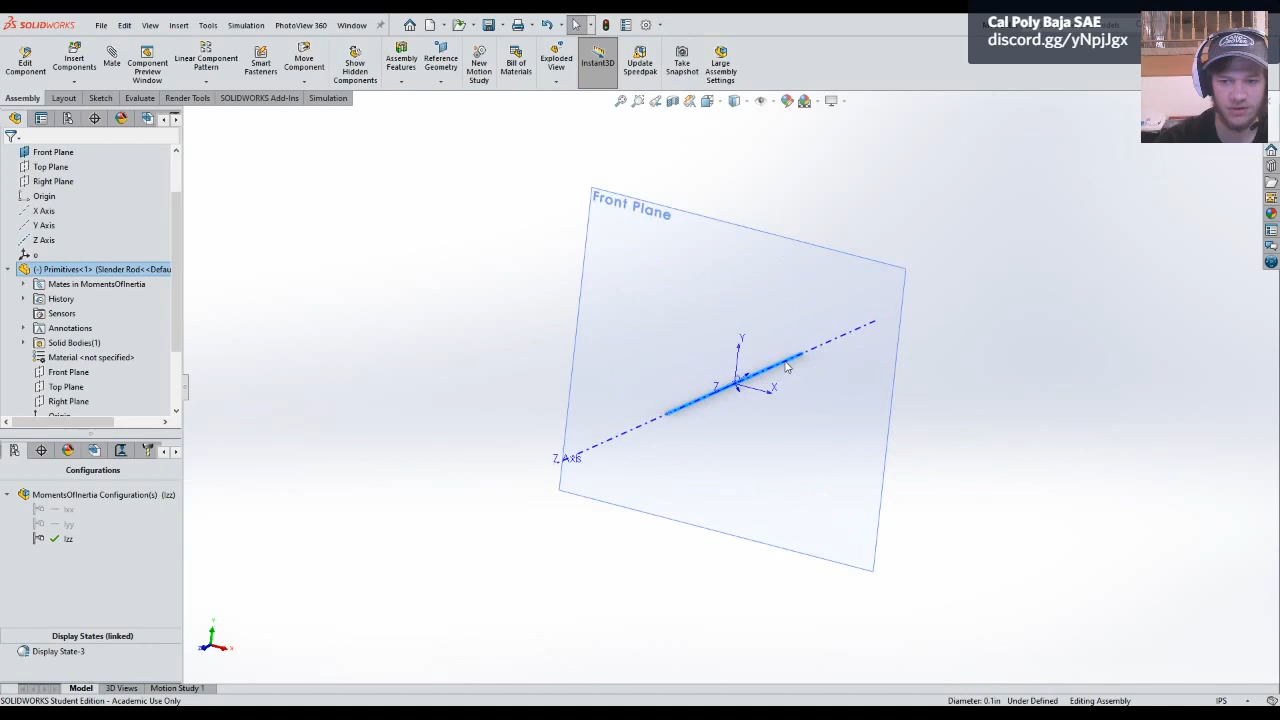 Cal Poly Baja SAE
discord.gg/yNpjJgx
SOLIDWORKS File Edit View Insert Tools Simulation PhotoView 360 Window
Edit Component
Insert Components
Mate
Component Preview Window
Linear Component Pattern
Smart Fasteners
Move Component
Show Hidden Components
Assembly Features
Reference Geometry
New Motion Study
Bill of Materials
Exploded View
Instant3D
Update Speedpak
Take Snapshot
Large Assembly Settings
Assembly Layout Sketch Evaluate Render Tools SOLIDWORKS Add-Ins Simulation
Front Plane
Top Plane
Right Plane
Origin
X Axis
Y Axis
Z Axis
o
(-) Primitives<1> (Slender Rod<<Defau
Mates in MomentsOfInertia
History
Sensors
Annotations
Solid Bodies(1)
Material <not specified>
Front Plane
Top Plane
Right Plane
Configurations
MomentsOfInertia Configuration(s) (Izz)
Ixx
Iyy
Izz
Display States (linked)
Display State-3
Front Plane
Y
Z
X
Z Axis
Y
Z
X
Model 3D Views Motion Study 1
SOLIDWORKS Student Edition - Academic Use Only
Diameter: 0.1in Under Defined Editing Assembly IPS